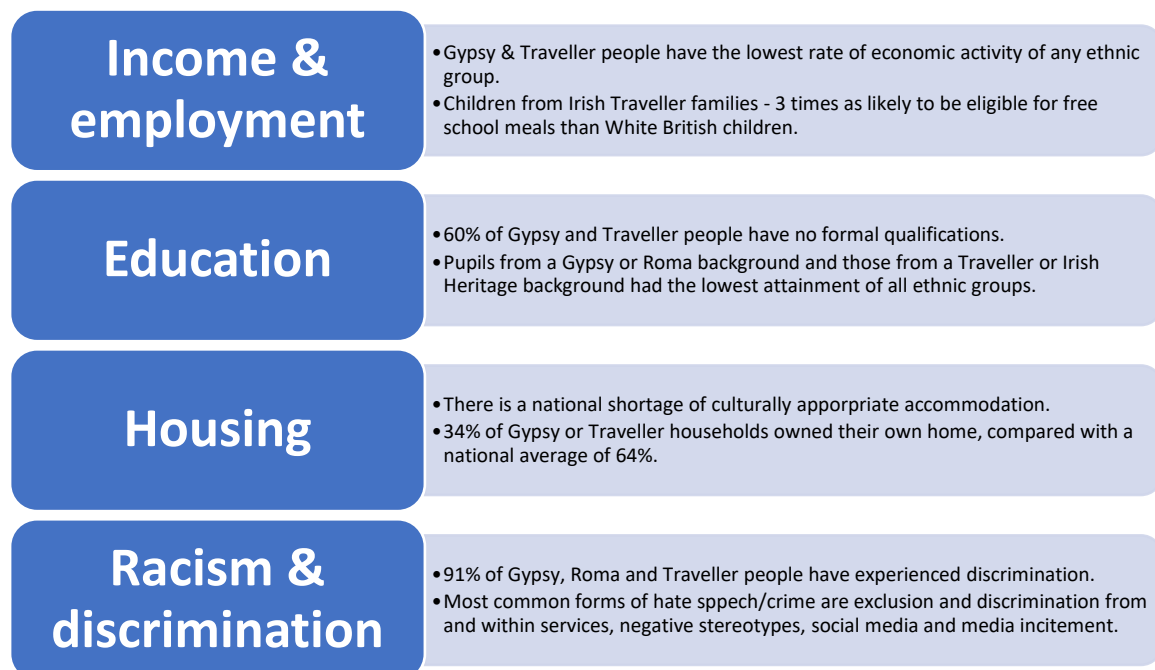 Income &
employment
•Gypsy & Traveller people have the lowest rate of economic activity of any ethnic
group.
•Children from Irish Traveller families - 3 times as likely to be eligible for free
school meals than White British children.
Education
•60% of Gypsy and Traveller people have no formal qualifications.
•Pupils from a Gypsy or Roma background and those from a Traveller or Irish
Heritage background had the lowest attainment of all ethnic groups.
Housing
•There is a national shortage of culturally apporpriate accommodation.
•34% of Gypsy or Traveller households owned their own home, compared with a
national average of 64%.
Racism &
discrimination
•91% of Gypsy, Roma and Traveller people have experienced discrimination.
•Most common forms of hate sppech/crime are exclusion and discrimination from
and within services, negative stereotypes, social media and media incitement.